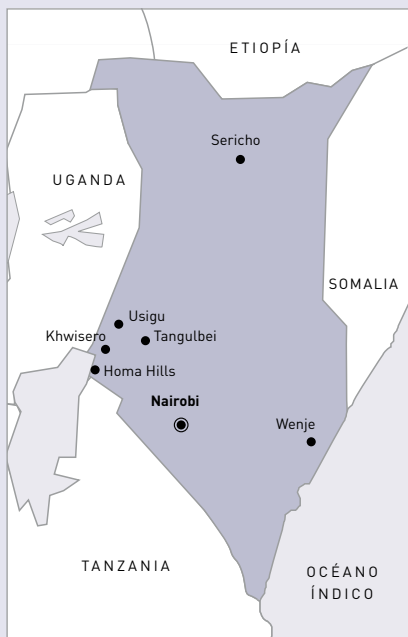 ETIOPÍA
Sericho
UGANDA
SOMALIA
Usigu
Khwisero
Tangulbei
Homa Hills
Nairobi
Wenje
TANZANIA
OCÉANO
ÍNDICO